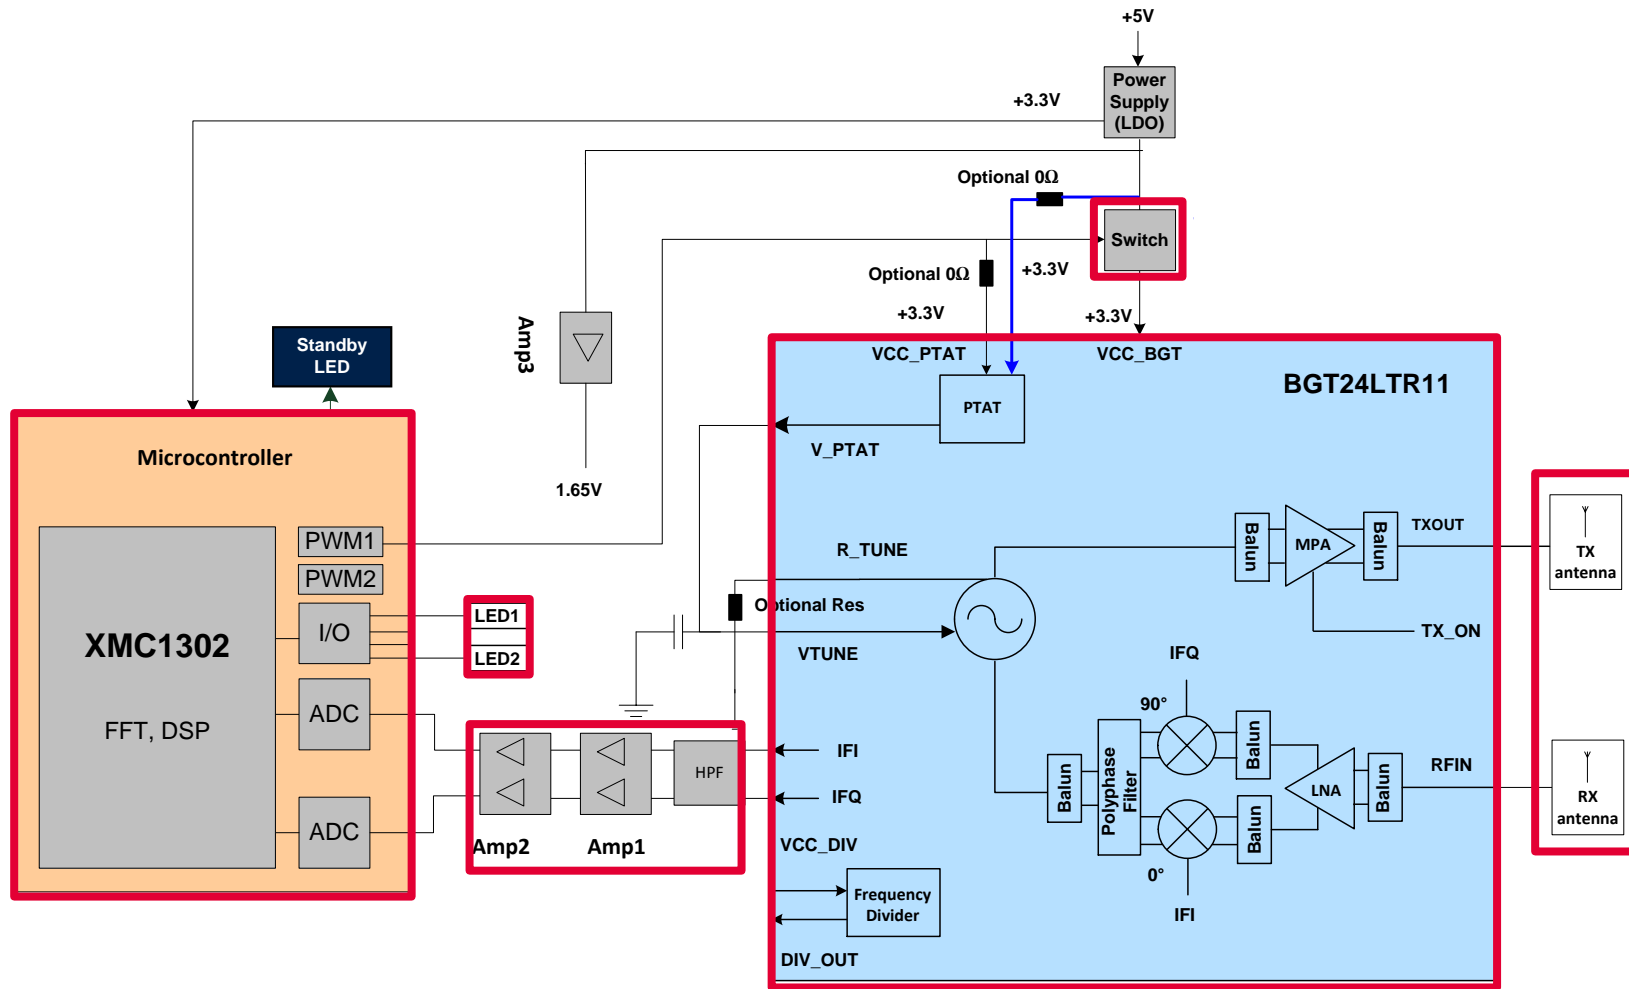 +5V
Power
Supply
(LDO)
+3.3V
Optional 0Ω
Switch
Optional 0Ω
+3.3V
+3.3V
+3.3V
Amp3
Standby
LED
VCC_PTAT
VCC_BGT
BGT24LTR11
PTAT
V_PTAT
Microcontroller
1.65V
PWM1
PWM2
I/O
XMC1302
FFT, DSP
ADC
ADC
LED1
LED2
R_TUNE
Optional Res
VTUNE
Balun
MPA
Balun
TXOUT
TX
antenna
TX_ON
IFQ
90°
Balun
Polyphase
Filter
Balun
Balun
LNA
Balun
RFIN
RX
antenna
0°
IFI
HPF
IFI
IFQ
Amp2
Amp1
VCC_DIV
Frequency
Divider
DIV_OUT